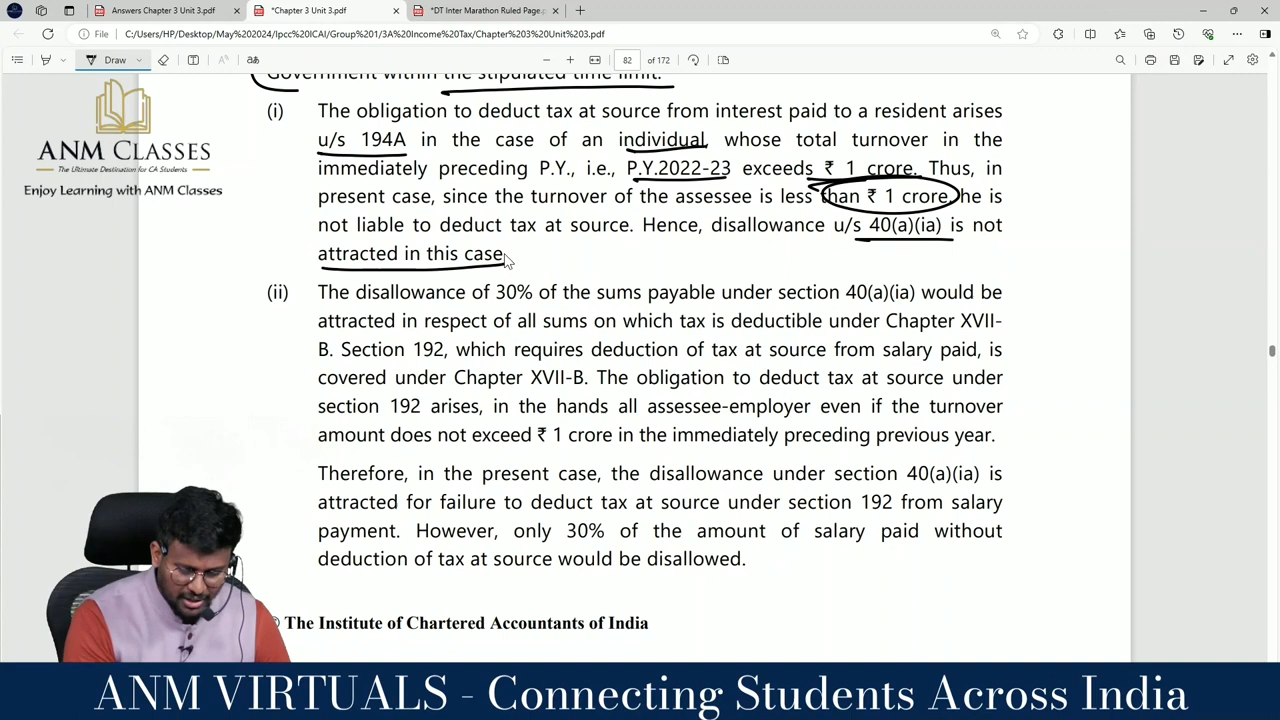 Answers Chapter 3 Unit 3.pdf
*Chapter 3 Unit 3.pdf
*DT Inter Marathon Ruled Page.p
File
C:/Users/HP/Desktop/May%202024/Ipcc%20ICAI/Group%201/3A%20Income%20Tax/Chapter%203%20Unit%203.pdf
Draw
82 of 172
Government within the stipulated time limit.
(i) The obligation to deduct tax at source from interest paid to a resident arises
u/s 194A in the case of an individual, whose total turnover in the
immediately preceding P.Y., i.e., P.Y.2022-23 exceeds ₹ 1 crore. Thus, in
present case, since the turnover of the assessee is less than ₹ 1 crore, he is
not liable to deduct tax at source. Hence, disallowance u/s 40(a)(ia) is not
attracted in this case
(ii) The disallowance of 30% of the sums payable under section 40(a)(ia) would be
attracted in respect of all sums on which tax is deductible under Chapter XVII-
B. Section 192, which requires deduction of tax at source from salary paid, is
covered under Chapter XVII-B. The obligation to deduct tax at source under
section 192 arises, in the hands all assessee-employer even if the turnover
amount does not exceed ₹ 1 crore in the immediately preceding previous year.
Therefore, in the present case, the disallowance under section 40(a)(ia) is
attracted for failure to deduct tax at source under section 192 from salary
payment. However, only 30% of the amount of salary paid without
deduction of tax at source would be disallowed.
The Institute of Chartered Accountants of India
ANM CLASSES
The Ultimate Destination for CA Students
Enjoy Learning with ANM Classes
ANM VIRTUALS - Connecting Students Across India